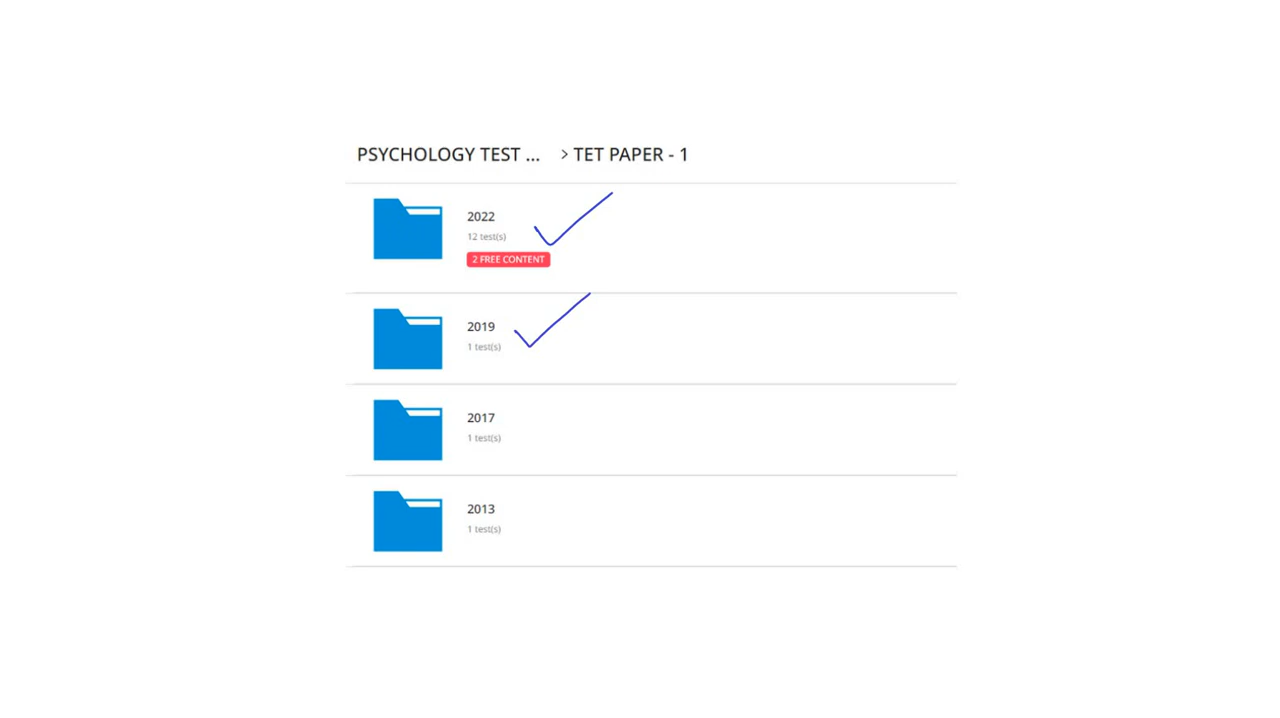 PSYCHOLOGY TEST ... > TET PAPER - 1
2022
12 test(s)
2 FREE CONTENT
2019
1 test(s)
2017
1 test(s)
2013
1 test(s)